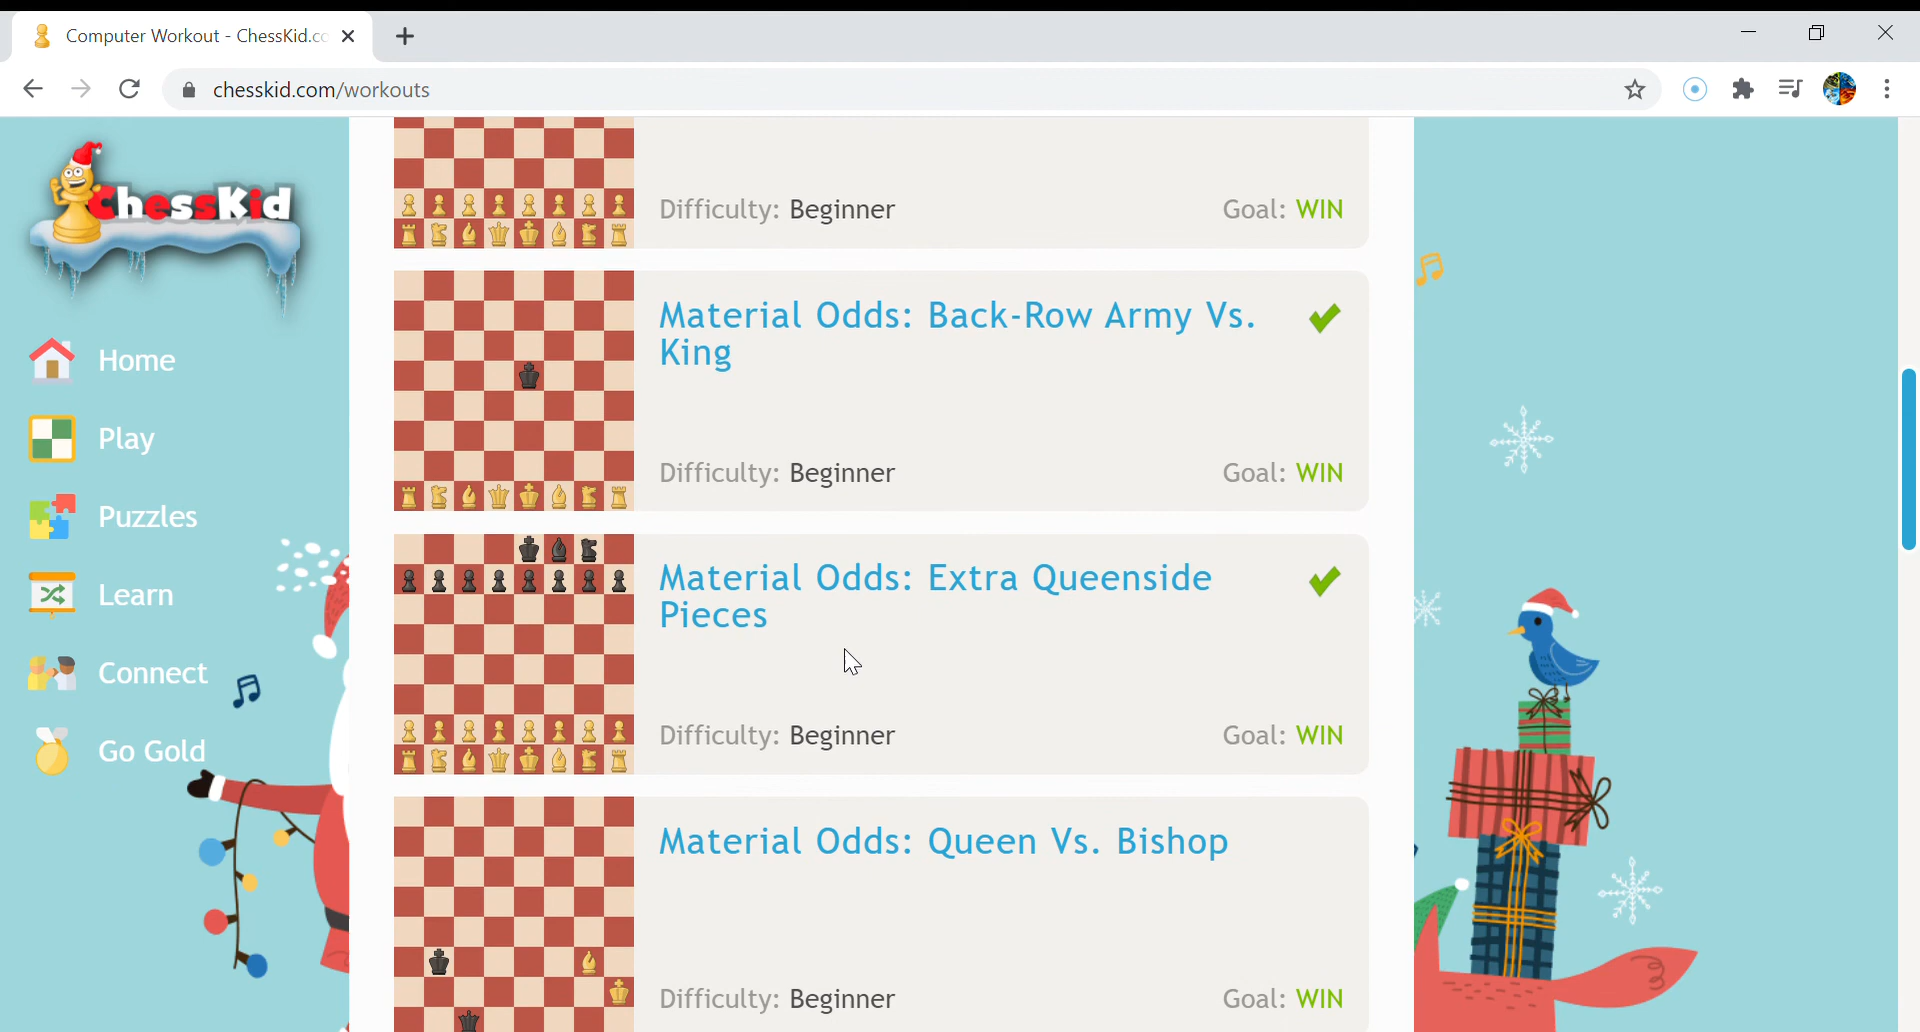 Computer Workout - ChessKid.co
chesskid.com/workouts
ChessKid
Home
Play
Puzzles
Learn
Connect
Go Gold
Difficulty: Beginner
Goal: WIN
Material Odds: Back-Row Army Vs.
King
Difficulty: Beginner
Goal: WIN
Material Odds: Extra Queenside
Pieces
Difficulty: Beginner
Goal: WIN
Material Odds: Queen Vs. Bishop
Difficulty: Beginner
Goal: WIN